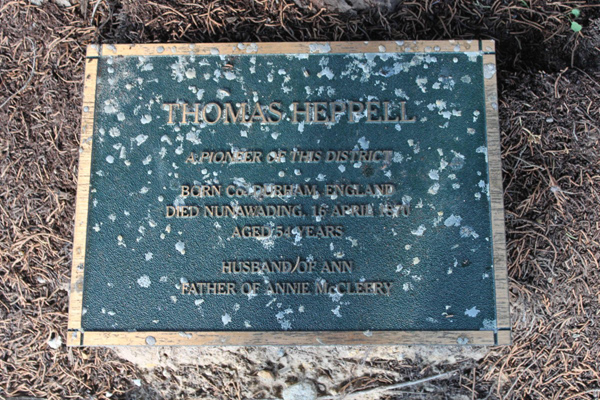 THOMAS HEPPELL
A PIONEER OF THIS DISTRICT
BORN CO. DURHAM, ENGLAND
DIED NUNAWADING, 16 APRIL
AGED 54 YEARS
HUSBAND OF ANN
FATHER OF ANNIE McCLEERY